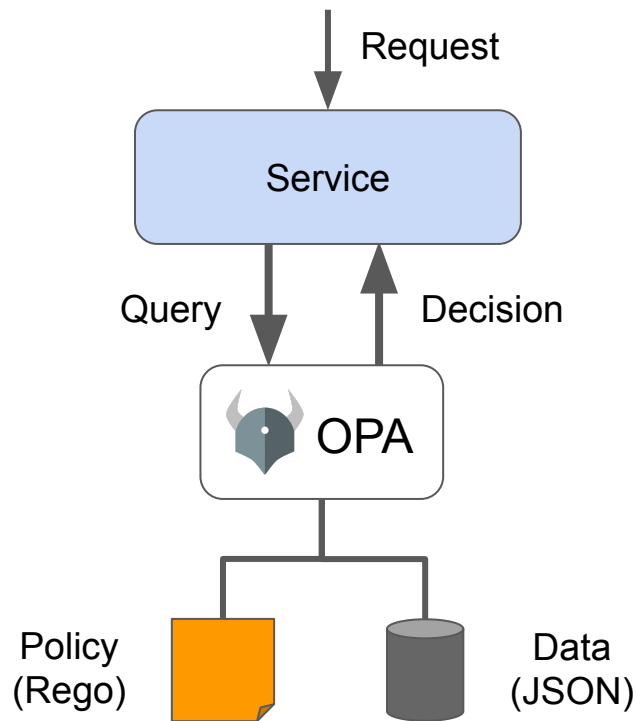 Request
Service
Query
Decision
OPA
Policy
(Rego)
Data
(JSON)